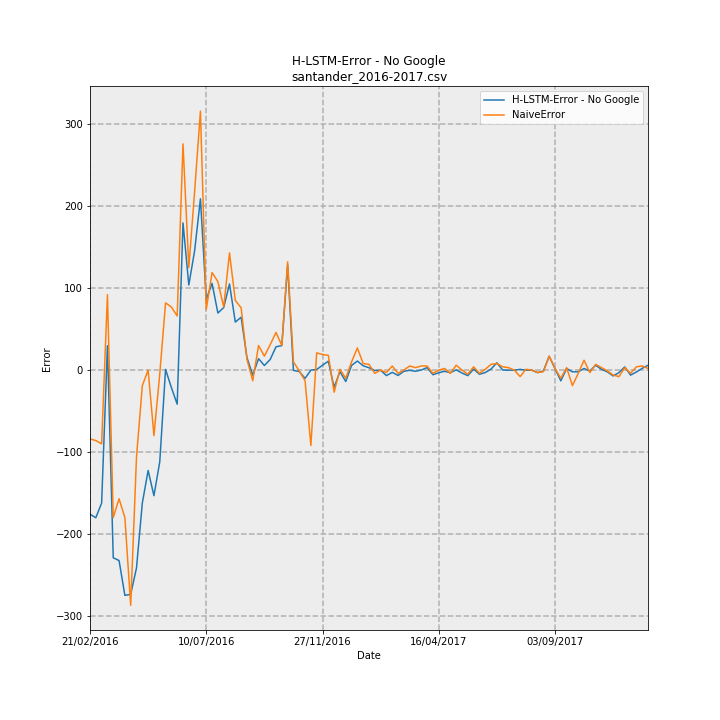 H-LSTM-Error - No Google
santander_2016-2017.csv
H-LSTM-Error - No Google
NaiveError
Error
300
200
100
0
−100
−200
−300
21/02/2016
10/07/2016
27/11/2016
16/04/2017
03/09/2017
Date